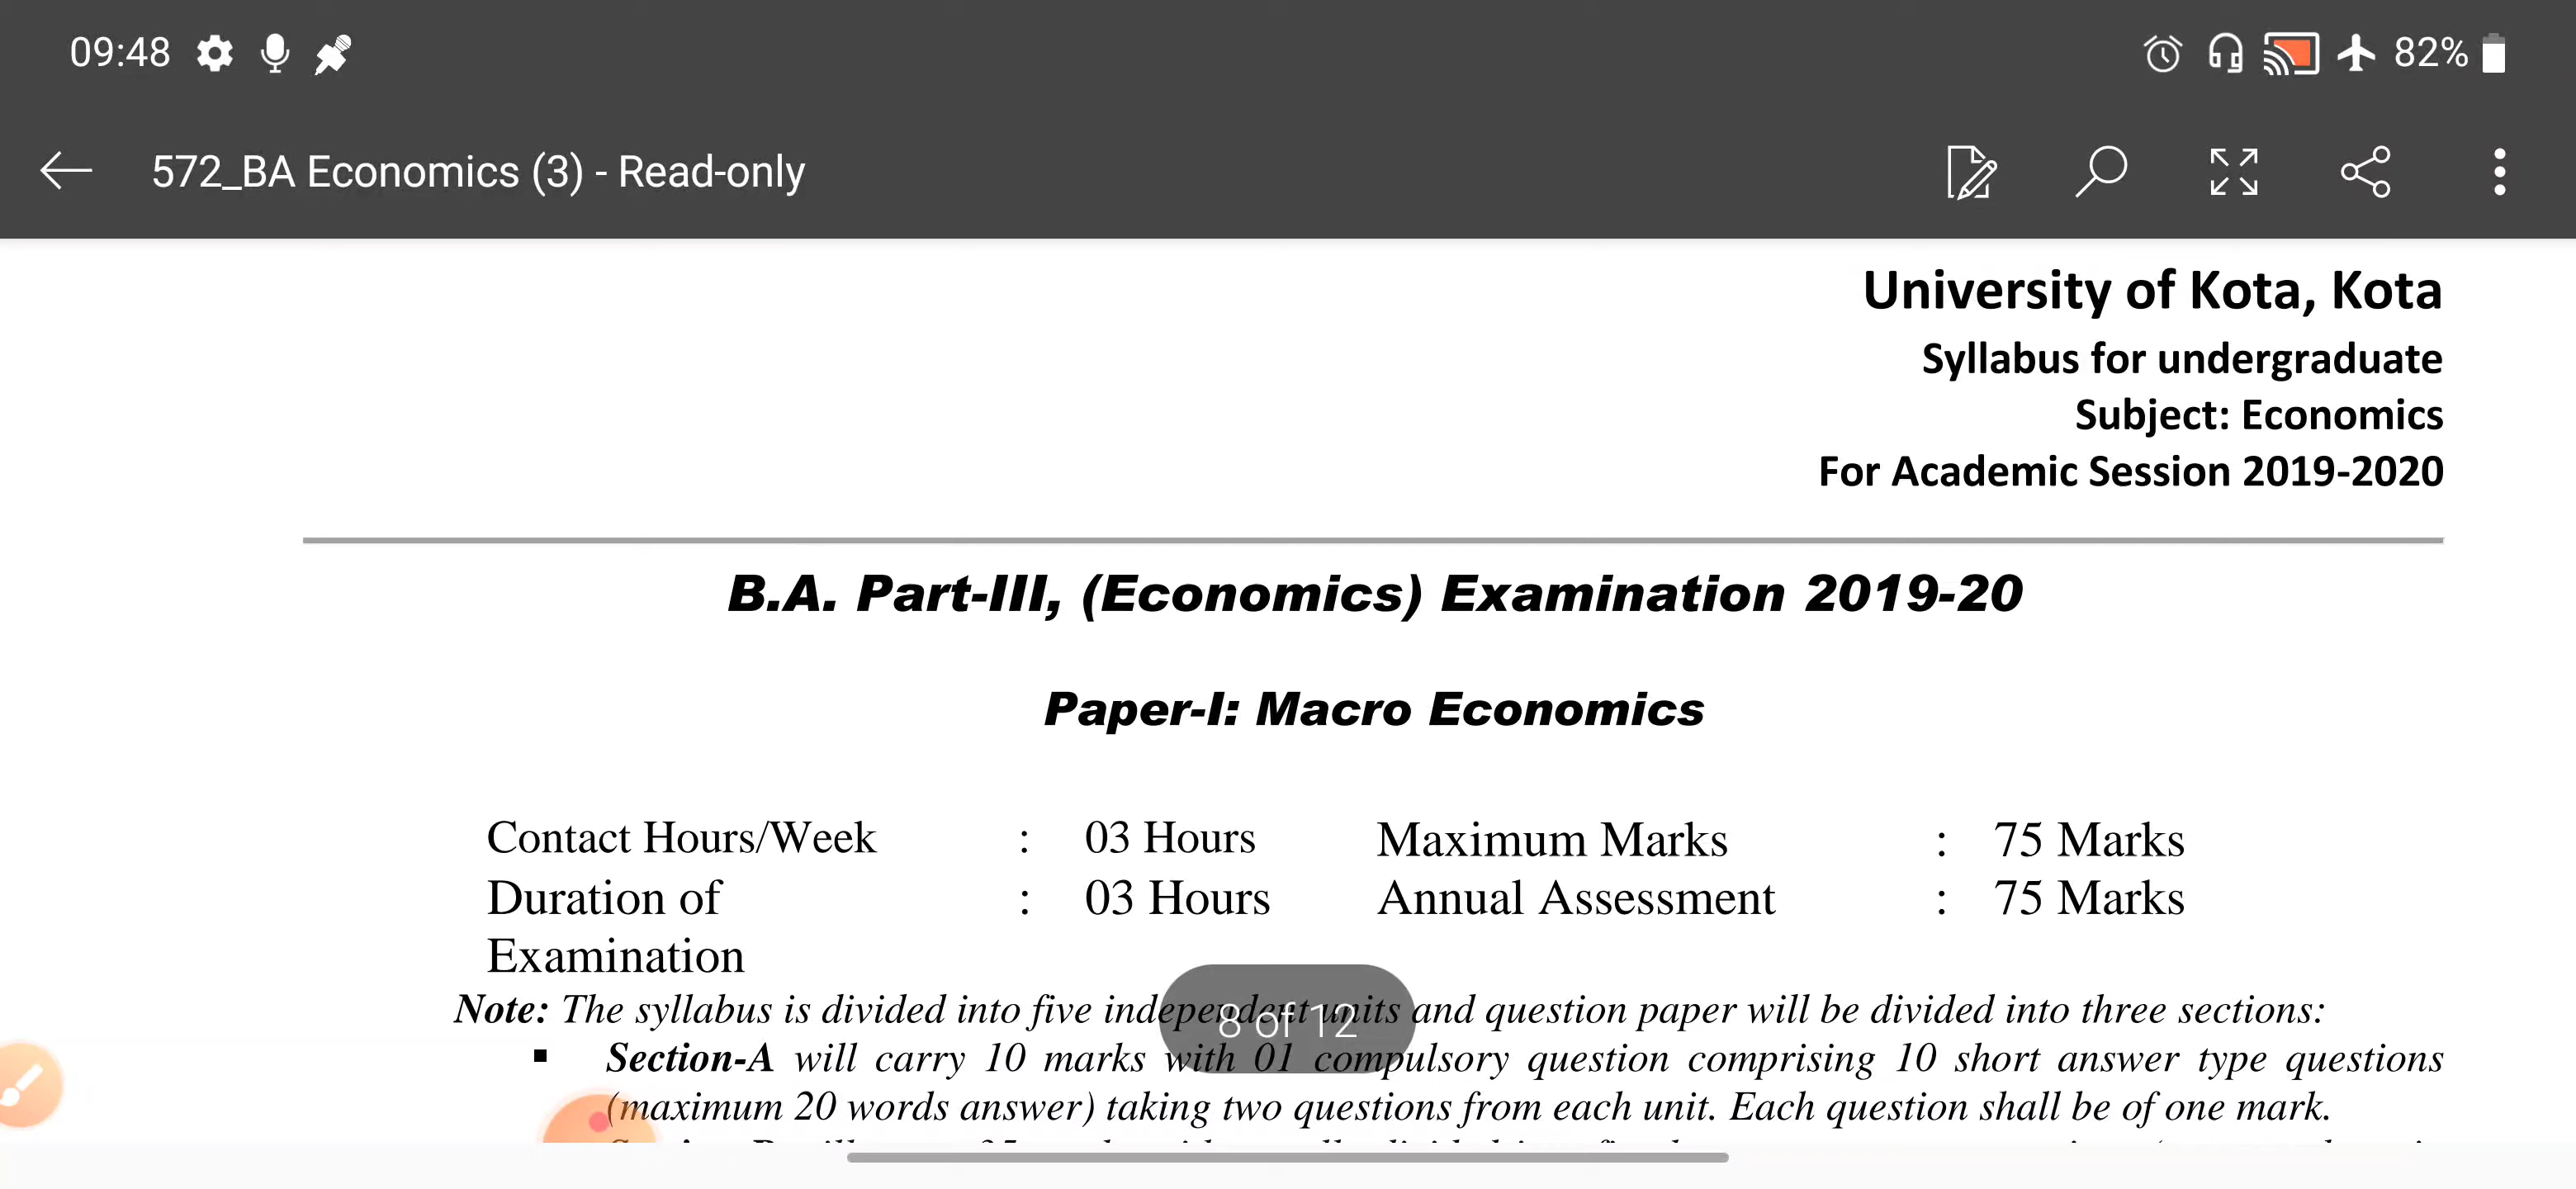 09:48
82%
572_BA Economics (3) - Read-only
University of Kota, Kota
Syllabus for undergraduate
Subject: Economics
For Academic Session 2019-2020
B.A. Part-III, (Economics) Examination 2019-20
Paper-I: Macro Economics
Contact Hours/Week : 03 Hours Maximum Marks : 75 Marks
Duration of : 03 Hours Annual Assessment : 75 Marks
Examination
Note: The syllabus is divided into five independent units and question paper will be divided into three sections:
8 of 12
▪ Section-A will carry 10 marks with 01 compulsory question comprising 10 short answer type questions
(maximum 20 words answer) taking two questions from each unit. Each question shall be of one mark.